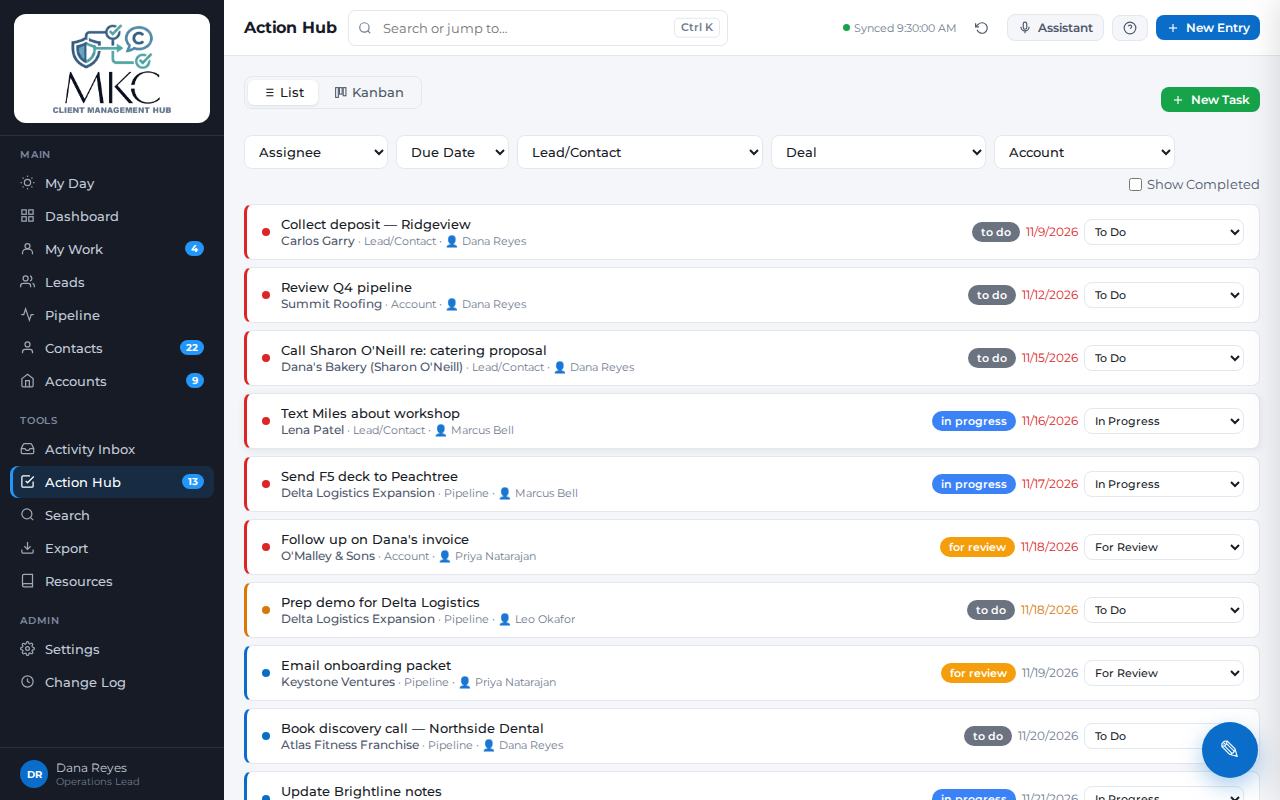 MKC
CLIENT MANAGEMENT HUB
MAIN
My Day
Dashboard
My Work 4
Leads
Pipeline
Contacts 22
Accounts 9
TOOLS
Activity Inbox
Action Hub 13
Search
Export
Resources
ADMIN
Settings
Change Log
DR
Dana Reyes
Operations Lead
Action Hub
Search or jump to... Ctrl K
Synced 9:30:00 AM
Assistant
New Entry
List
Kanban
New Task
Assignee
Due Date
Lead/Contact
Deal
Account
Show Completed
Collect deposit — Ridgeview
Carlos Garry · Lead/Contact · 👤 Dana Reyes
to do 11/9/2026 To Do
Review Q4 pipeline
Summit Roofing · Account · 👤 Dana Reyes
to do 11/12/2026 To Do
Call Sharon O'Neill re: catering proposal
Dana's Bakery (Sharon O'Neill) · Lead/Contact · 👤 Dana Reyes
to do 11/15/2026 To Do
Text Miles about workshop
Lena Patel · Lead/Contact · 👤 Marcus Bell
in progress 11/16/2026 In Progress
Send F5 deck to Peachtree
Delta Logistics Expansion · Pipeline · 👤 Marcus Bell
in progress 11/17/2026 In Progress
Follow up on Dana's invoice
O'Malley & Sons · Account · 👤 Priya Natarajan
for review 11/18/2026 For Review
Prep demo for Delta Logistics
Delta Logistics Expansion · Pipeline · 👤 Leo Okafor
to do 11/18/2026 To Do
Email onboarding packet
Keystone Ventures · Pipeline · 👤 Priya Natarajan
for review 11/19/2026 For Review
Book discovery call — Northside Dental
Atlas Fitness Franchise · Pipeline · 👤 Dana Reyes
to do 11/20/2026 To Do
Update Brightline notes
in progress 11/21/2026 In Progress